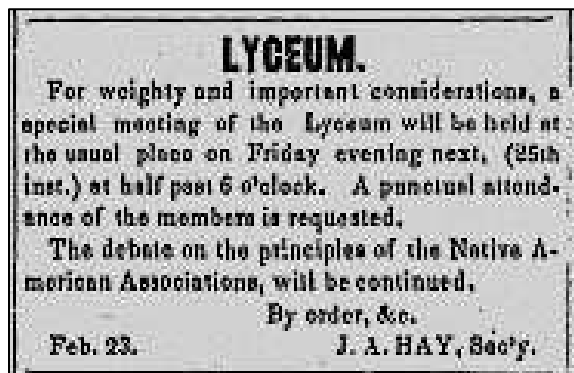 LYCEUM.
For weighty and important considerations, a
special meeting of the Lyceum will be held at
the usual place on Friday evening next, (25th
inst.) at half past 6 o'clock. A punctual attend-
ance of the members is requested.
The debate on the principles of the Native A-
merican Associations, will be continued.
By order, &c.
Feb. 23. J. A. HAY, Sec'y.